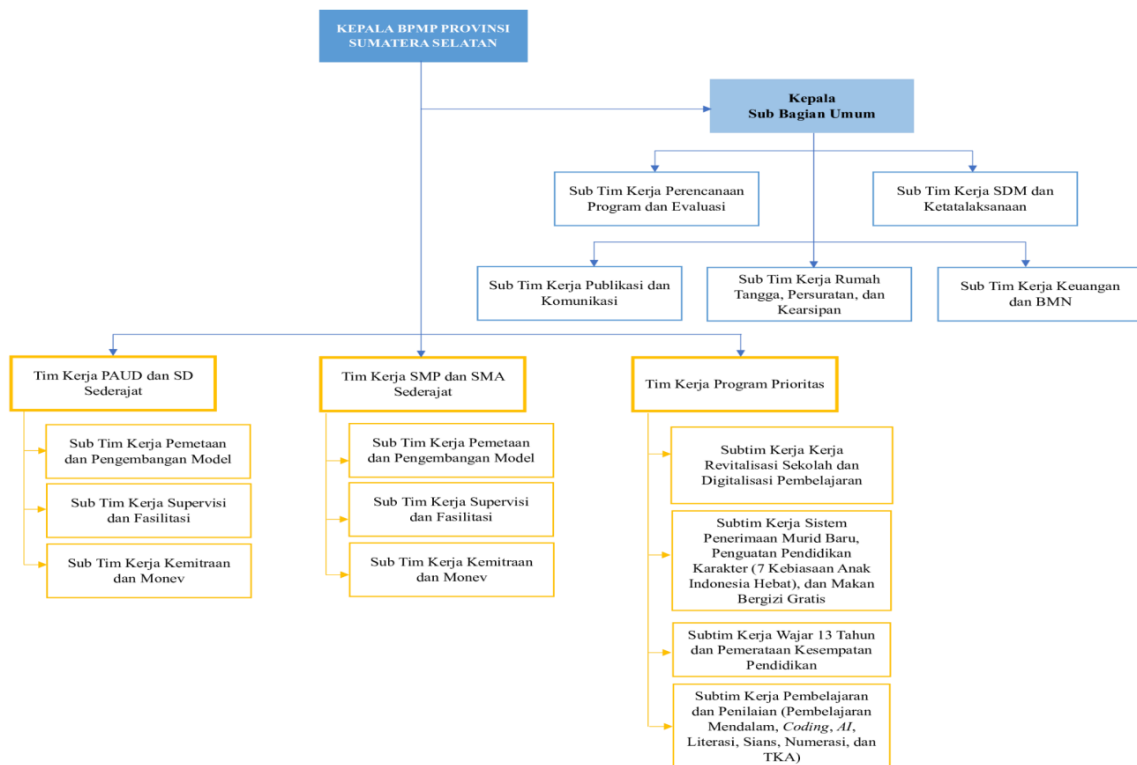 KEPALA BPMP PROVINSI
SUMATERA SELATAN
Kepala
Sub Bagian Umum
Sub Tim Kerja Perencanaan
Program dan Evaluasi
Sub Tim Kerja SDM dan
Ketatalaksanaan
Sub Tim Kerja Publikasi dan
Komunikasi
Sub Tim Kerja Rumah
Tangga, Persuratan, dan
Kearsipan
Sub Tim Kerja Keuangan
dan BMN
Tim Kerja PAUD dan SD
Sederajat
Sub Tim Kerja Pemetaan
dan Pengembangan Model
Sub Tim Kerja Supervisi
dan Fasilitasi
Sub Tim Kerja Kemitraan
dan Monev
Tim Kerja SMP dan SMA
Sederajat
Sub Tim Kerja Pemetaan
dan Pengembangan Model
Sub Tim Kerja Supervisi
dan Fasilitasi
Sub Tim Kerja Kemitraan
dan Monev
Tim Kerja Program Prioritas
Subtim Kerja Kerja
Revitalisasi Sekolah dan
Digitalisasi Pembelajaran
Subtim Kerja Sistem
Penerimaan Murid Baru,
Penguatan Pendidikan
Karakter (7 Kebiasaan Anak
Indonesia Hebat), dan Makan
Bergizi Gratis
Subtim Kerja Wajar 13 Tahun
dan Pemerataan Kesempatan
Pendidikan
Subtim Kerja Pembelajaran
dan Penilaian (Pembelajaran
Mendalam, Coding, AI,
Literasi, Sians, Numerasi, dan
TKA)